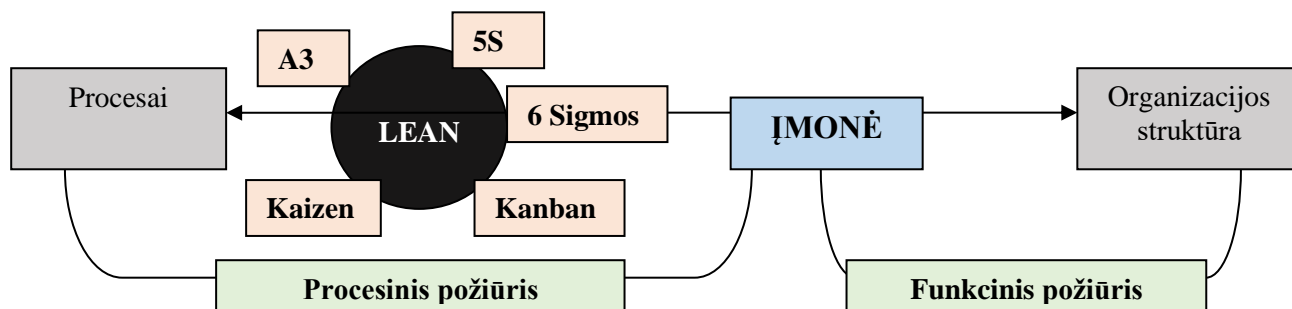 5S
A3
Procesai
6 Sigmos
LEAN
ĮMONĖ
Organizacijos
struktūra
Kaizen
Kanban
Procesinis požiūris
Funkcinis požiūris